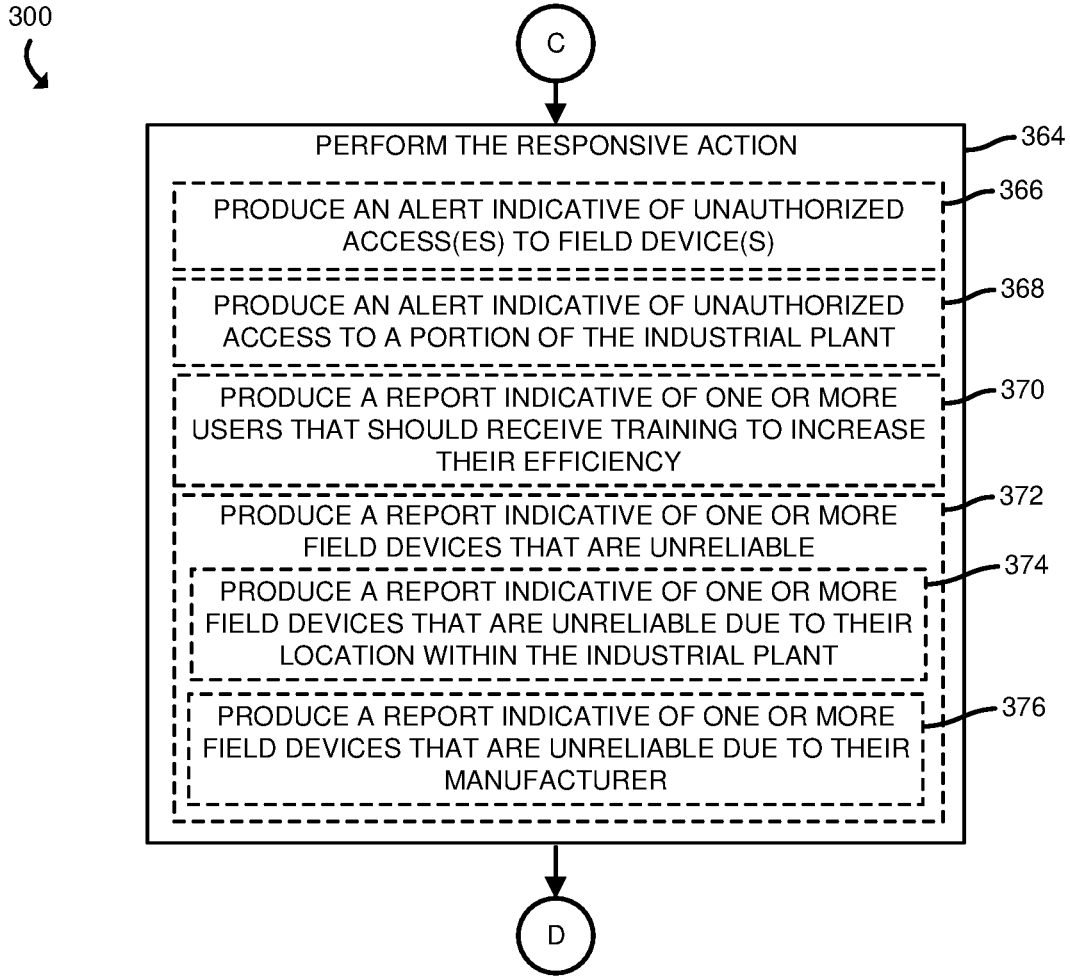 300
C
PERFORM THE RESPONSIVE ACTION
364
PRODUCE AN ALERT INDICATIVE OF UNAUTHORIZED
ACCESS(ES) TO FIELD DEVICE(S)
366
PRODUCE AN ALERT INDICATIVE OF UNAUTHORIZED
ACCESS TO A PORTION OF THE INDUSTRIAL PLANT
368
PRODUCE A REPORT INDICATIVE OF ONE OR MORE
USERS THAT SHOULD RECEIVE TRAINING TO INCREASE
THEIR EFFICIENCY
370
PRODUCE A REPORT INDICATIVE OF ONE OR MORE
FIELD DEVICES THAT ARE UNRELIABLE
372
PRODUCE A REPORT INDICATIVE OF ONE OR MORE
FIELD DEVICES THAT ARE UNRELIABLE DUE TO THEIR
LOCATION WITHIN THE INDUSTRIAL PLANT
374
PRODUCE A REPORT INDICATIVE OF ONE OR MORE
FIELD DEVICES THAT ARE UNRELIABLE DUE TO THEIR
MANUFACTURER
376
D